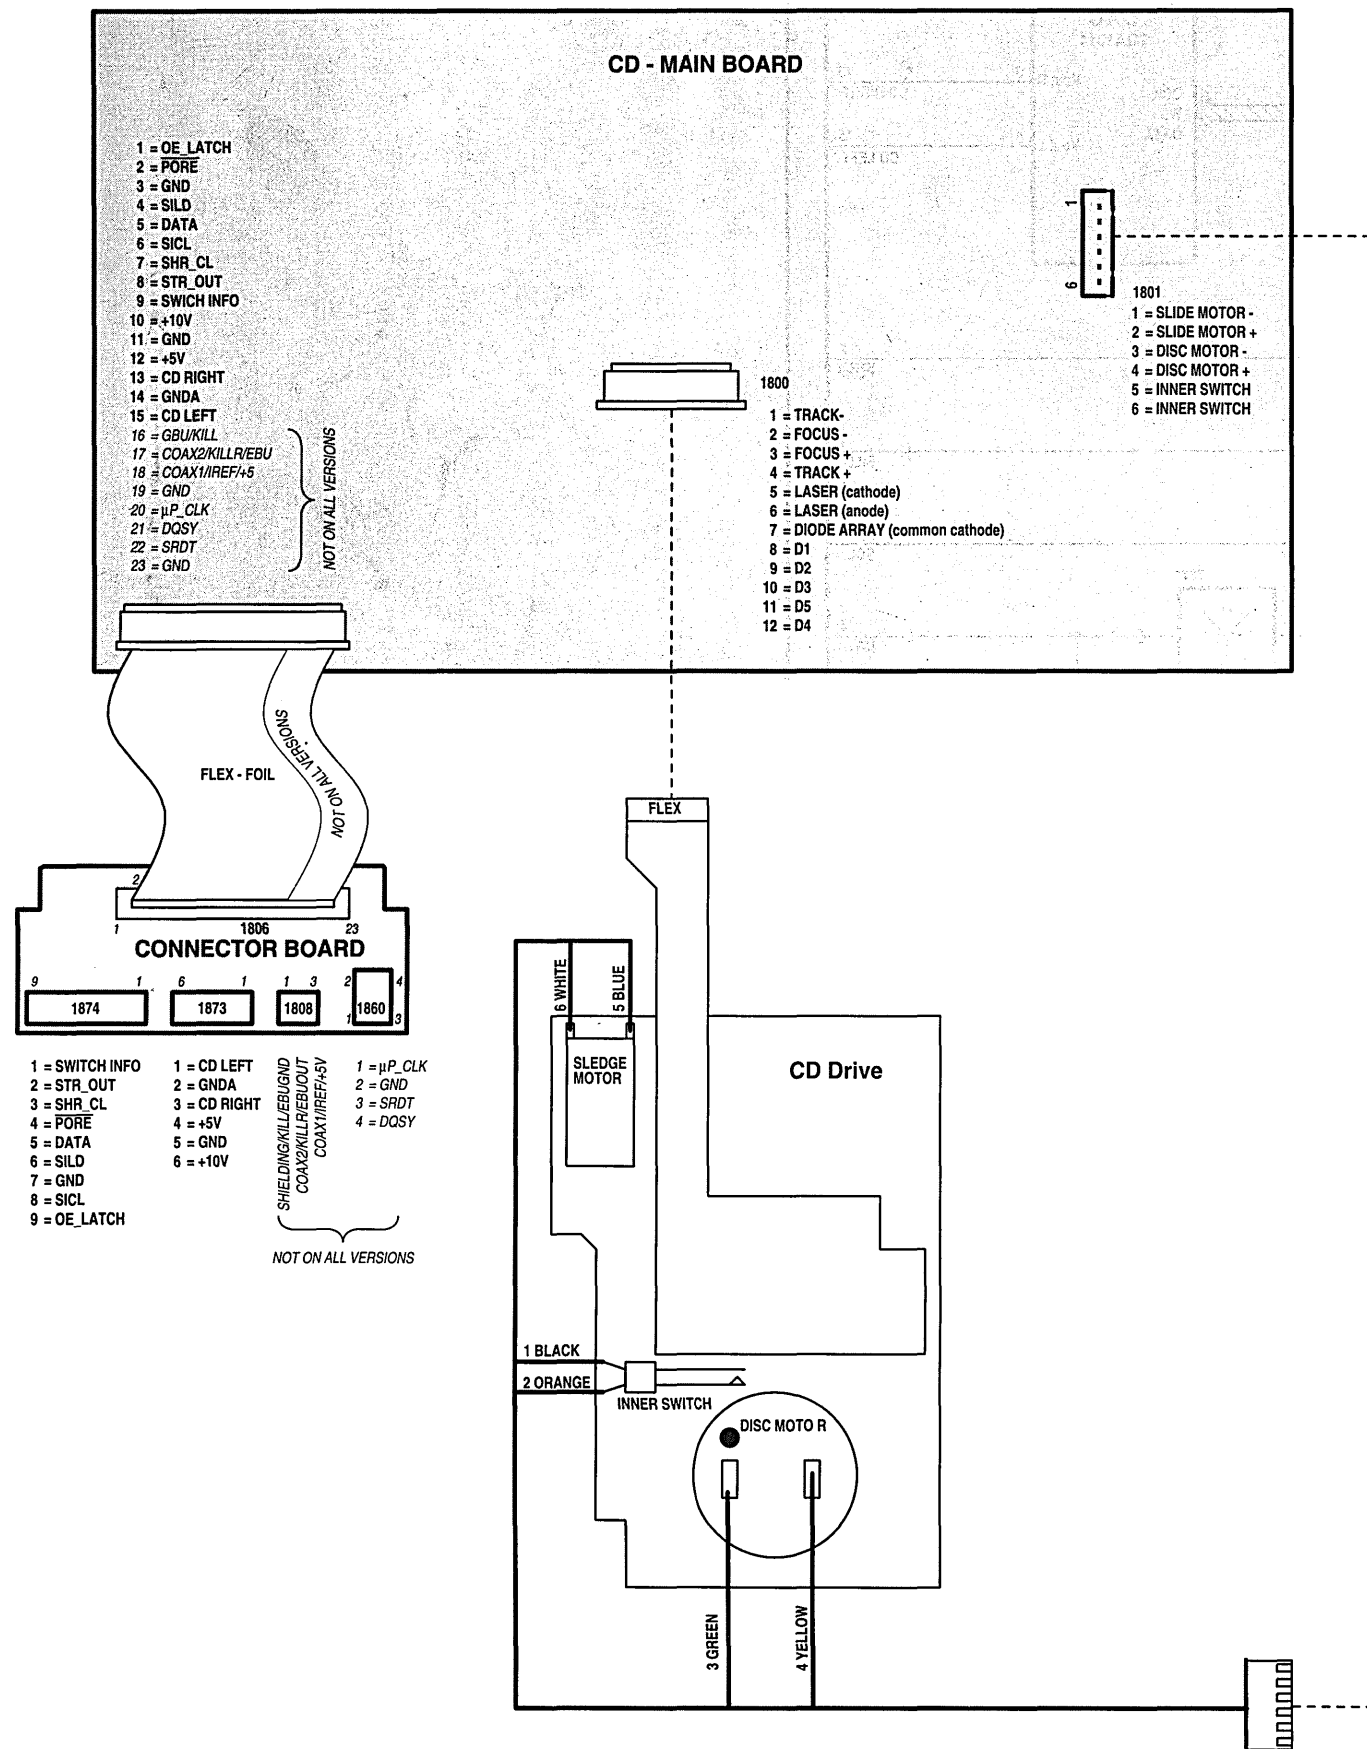 CD - MAIN BOARD
1 = OE_LATCH
2 = PORE
3 = GND
4 = SILD
5 = DATA
6 = SICL
7 = SHR_CL
8 = STR_OUT
9 = SWICH INFO
10 = +10V
11 = GND
12 = +5V
13 = CD RIGHT
14 = GNDA
15 = CD LEFT
16 = GBU/KILL
17 = COAX2/KILLR/EBU
18 = COAX1/IREF/+5
19 = GND
20 = µP_CLK
21 = DQSY
22 = SRDT
23 = GND
NOT ON ALL VERSIONS
1
6
1801
1 = SLIDE MOTOR -
2 = SLIDE MOTOR +
3 = DISC MOTOR -
4 = DISC MOTOR +
5 = INNER SWITCH
6 = INNER SWITCH
1800
1 = TRACK-
2 = FOCUS -
3 = FOCUS +
4 = TRACK +
5 = LASER (cathode)
6 = LASER (anode)
7 = DIODE ARRAY (common cathode)
8 = D1
9 = D2
10 = D3
11 = D5
12 = D4
FLEX - FOIL
NOT ON ALL VERSIONS
2
1
1806
23
CONNECTOR BOARD
9 1
1874
6 1
1873
1 3
1808
2 4
1860
1 3
1 = SWITCH INFO
2 = STR_OUT
3 = SHR_CL
4 = PORE
5 = DATA
6 = SILD
7 = GND
8 = SICL
9 = OE_LATCH
1 = CD LEFT
2 = GNDA
3 = CD RIGHT
4 = +5V
5 = GND
6 = +10V
SHIELDING/KILL/EBUGND
COAX2/KILLR/EBUOUT
COAX1/IREF/+5V
1 = µP_CLK
2 = GND
3 = SRDT
4 = DQSY
NOT ON ALL VERSIONS
FLEX
6 WHITE
5 BLUE
SLEDGE
MOTOR
CD Drive
1 BLACK
2 ORANGE
INNER SWITCH
DISC MOTO R
3 GREEN
4 YELLOW